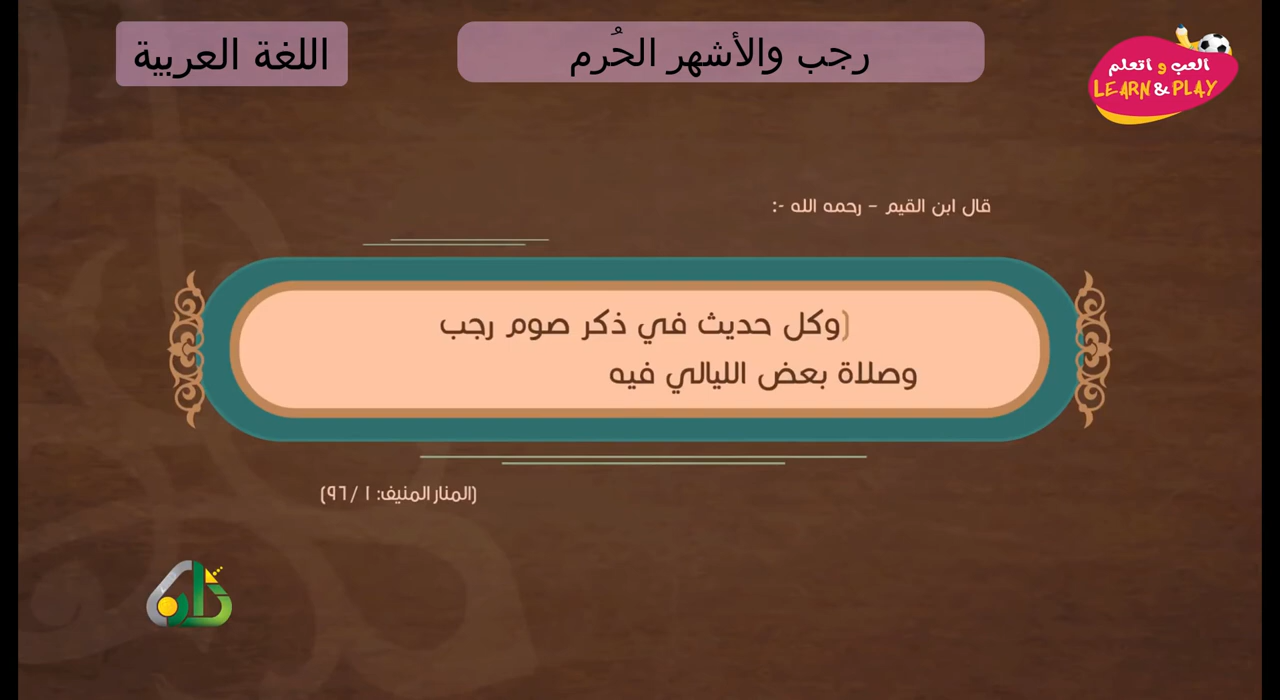 رجب والأشهر الحُرم
اللغة العربية
العب و اتعلم
LEARN & PLAY
قال ابن القيم – رحمه الله -:
(وكل حديث في ذكر صوم رجب
وصلاة بعض الليالي فيه
(المنار المنيف: ١ /٩٦)